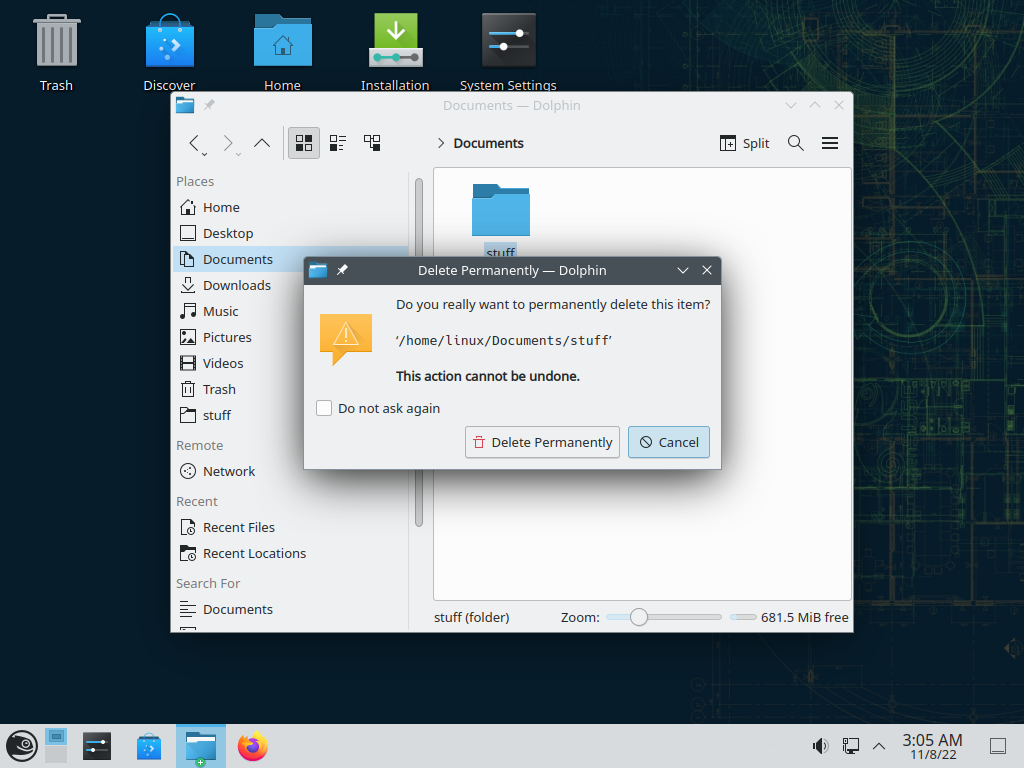 Trash
Discover
Home
Installation
System Settings
Documents — Dolphin
Documents
Split
Places
Home
Desktop
Documents
Downloads
Music
Pictures
Videos
Trash
stuff
Remote
Network
Recent
Recent Files
Recent Locations
Search For
Documents
stuff
Delete Permanently — Dolphin
Do you really want to permanently delete this item?
‘/home/linux/Documents/stuff’
This action cannot be undone.
Do not ask again
Delete Permanently
Cancel
stuff (folder)
Zoom:
681.5 MiB free
3:05 AM
11/8/22